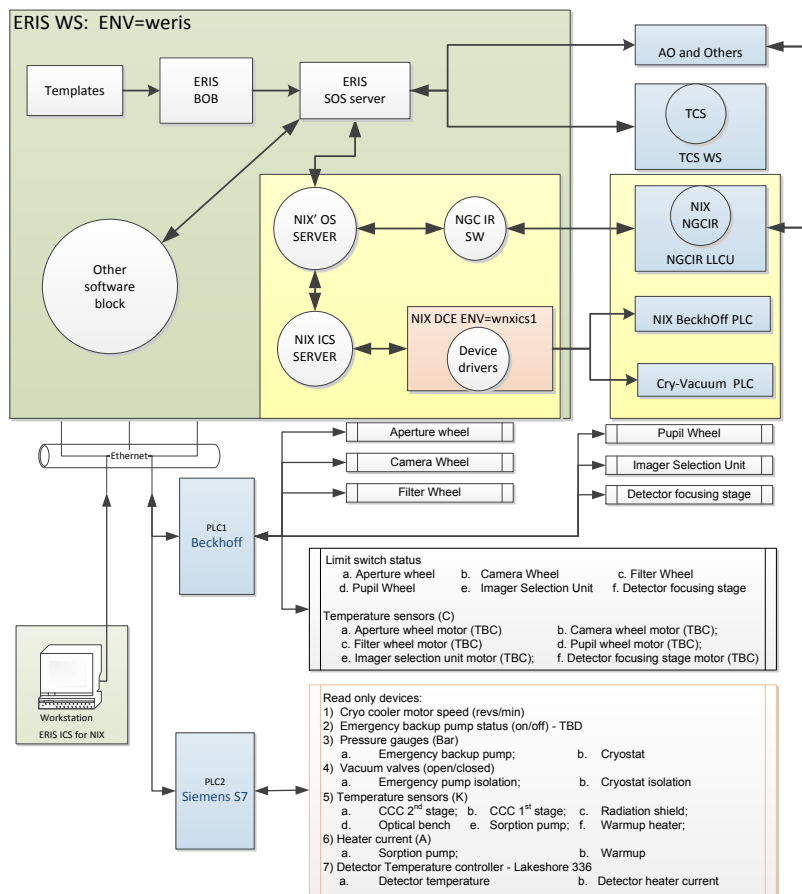 ERIS WS:  ENV=weris
Templates
ERIS
BOB
ERIS
SOS server
AO and Others
TCS
TCS WS
Other
software
block
NIX’ OS
SERVER
NGC IR
SW
NIX
NGCIR
NGCIR LLCU
NIX ICS
SERVER
NIX DCE ENV=wnxics1
Device
drivers
NIX BeckhOff PLC
Cry-Vacuum  PLC
Ethernet
Aperture wheel
Camera Wheel
Filter Wheel
Pupil Wheel
Imager Selection Unit
Detector focusing stage
PLC1
Beckhoff
Limit switch status
a. Aperture wheel b. Camera Wheel c. Filter Wheel
d. Pupil Wheel e. Imager Selection Unit f. Detector focusing stage
Temperature sensors (C)
a. Aperture wheel motor (TBC) b. Camera wheel motor (TBC);
c. Filter wheel motor (TBC) d. Pupil wheel motor (TBC);
e. Imager selection unit motor (TBC); f. Detector focusing stage motor (TBC)
Workstation
ERIS ICS for NIX
PLC2
Siemens S7
Read only devices:
1) Cryo cooler motor speed (revs/min)
2) Emergency backup pump status (on/off) - TBD
3) Pressure gauges (Bar)
a. Emergency backup pump; b. Cryostat
4) Vacuum valves (open/closed)
a. Emergency pump isolation; b. Cryostat isolation
5) Temperature sensors (K)
a. CCC 2nd stage; b. CCC 1st stage; c. Radiation shield;
d. Optical bench e. Sorption pump; f. Warmup heater;
6) Heater current (A)
a. Sorption pump; b. Warmup
7) Detector Temperature controller - Lakeshore 336
a. Detector temperature b. Detector heater current